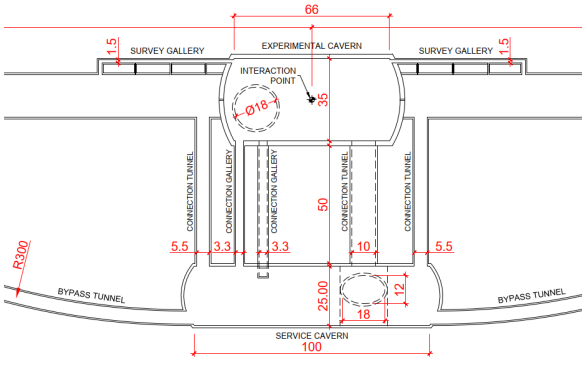 66
1.5
SURVEY GALLERY
EXPERIMENTAL CAVERN
SURVEY GALLERY
1.5
INTERACTION
POINT
Ø18
35
CONNECTION TUNNEL
CONNECTION GALLERY
CONNECTION GALLERY
50
CONNECTION TUNNEL
CONNECTION TUNNEL
5.5
3.3
3.3
10
5.5
R300
BYPASS TUNNEL
25.00
12
18
BYPASS TUNNEL
SERVICE CAVERN
100